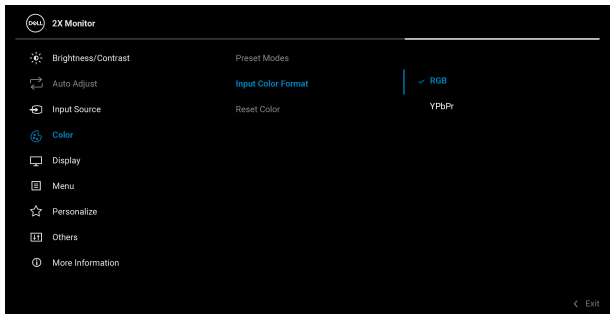 DELL 2X Monitor
Brightness/Contrast Preset Modes
Auto Adjust Input Color Format RGB
Input Source Reset Color YPbPr
Color
Display
Menu
Personalize
Others
More Information
Exit